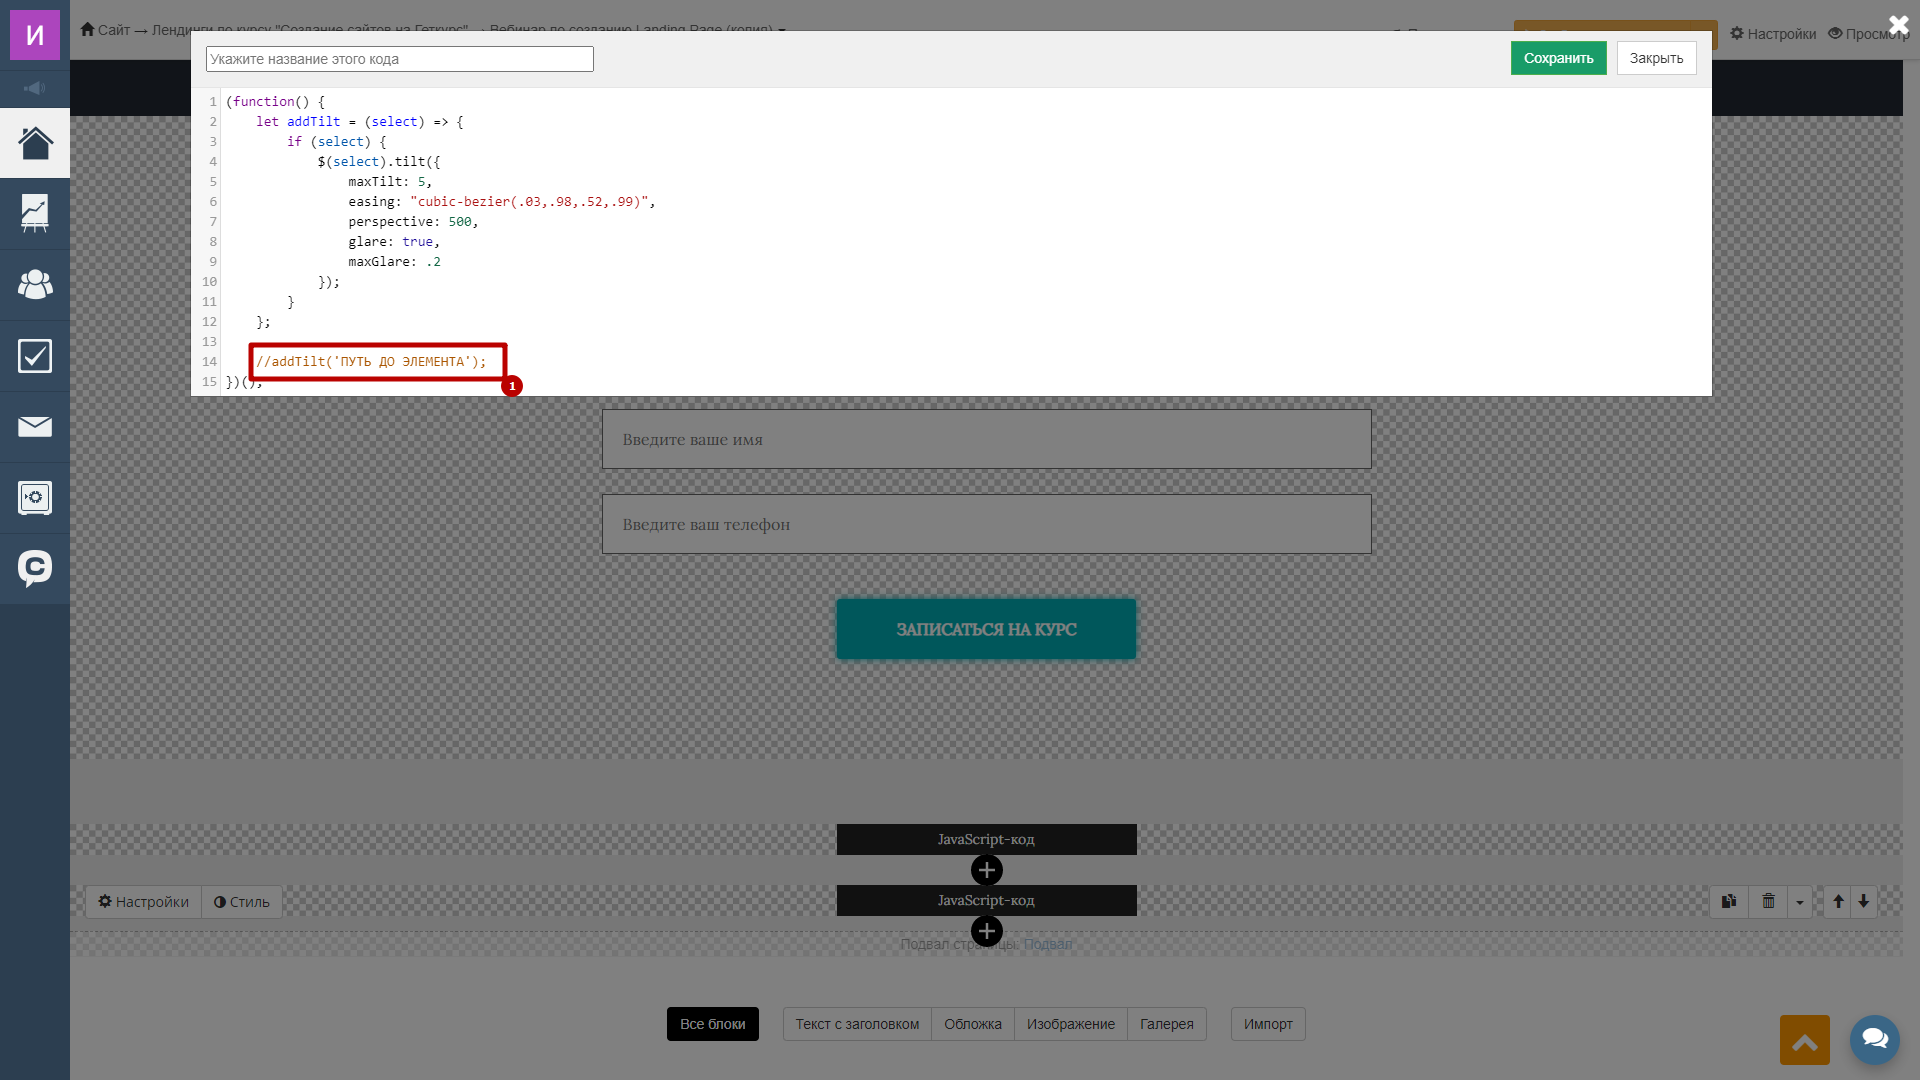 И
Сайт → Лендинги по курсу "Создание сайтов на Геткурс" → Вебинар по созданию Landing Page (копия)
Настройки
Просмотр
Укажите название этого кода
Сохранить
Закрыть
1 (function() {
2 let addTilt = (select) => {
3 if (select) {
4 $(select).tilt({
5 maxTilt: 5,
6 easing: "cubic-bezier(.03,.98,.52,.99)",
7 perspective: 500,
8 glare: true,
9 maxGlare: .2
10 });
11 }
12 };
13
14 //addTilt('ПУТЬ ДО ЭЛЕМЕНТА');
15 })();
1
Введите ваше имя
Введите ваш телефон
ЗАПИСАТЬСЯ НА КУРС
JavaScript-код
Настройки
Стиль
JavaScript-код
Подвал страницы: Подвал
Все блоки
Текст с заголовком
Обложка
Изображение
Галерея
Импорт